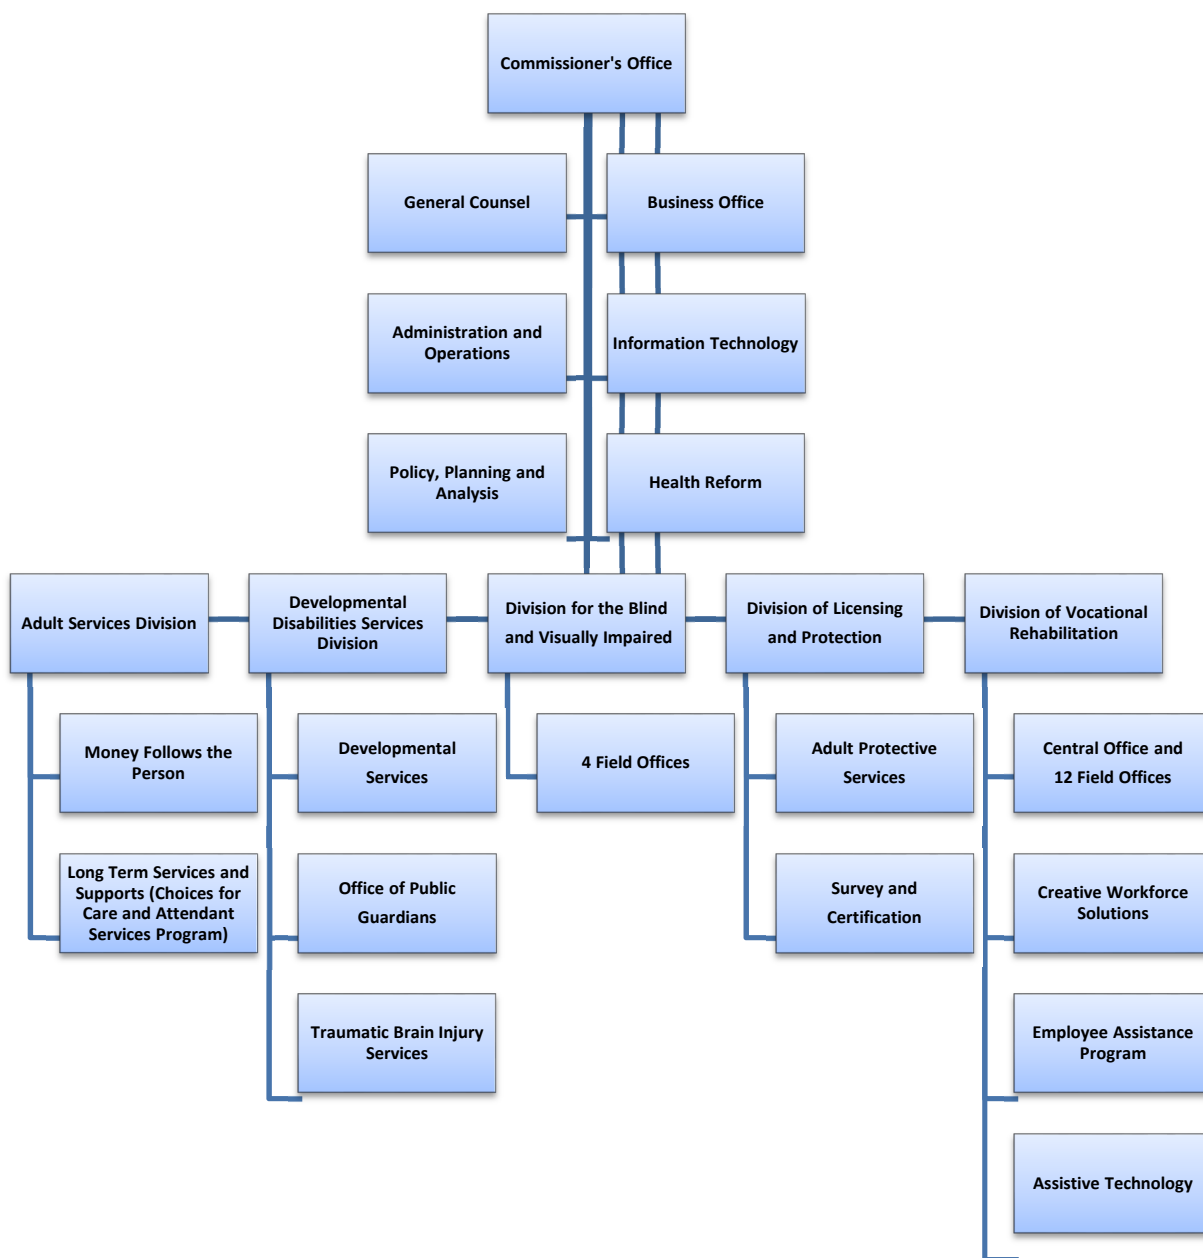 Commissioner's Office
General Counsel
Business Office
Administration and
Operations
Information Technology
Policy, Planning and
Analysis
Health Reform
Adult Services Division
Developmental
Disabilities Services
Division
Division for the Blind
and Visually Impaired
Division of Licensing
and Protection
Division of Vocational
Rehabilitation
Money Follows the
Person
Developmental
Services
4 Field Offices
Adult Protective
Services
Central Office and
12 Field Offices
Long Term Services and
Supports (Choices for
Care and Attendant
Services Program)
Office of Public
Guardians
Survey and
Certification
Creative Workforce
Solutions
Traumatic Brain Injury
Services
Employee Assistance
Program
Assistive Technology